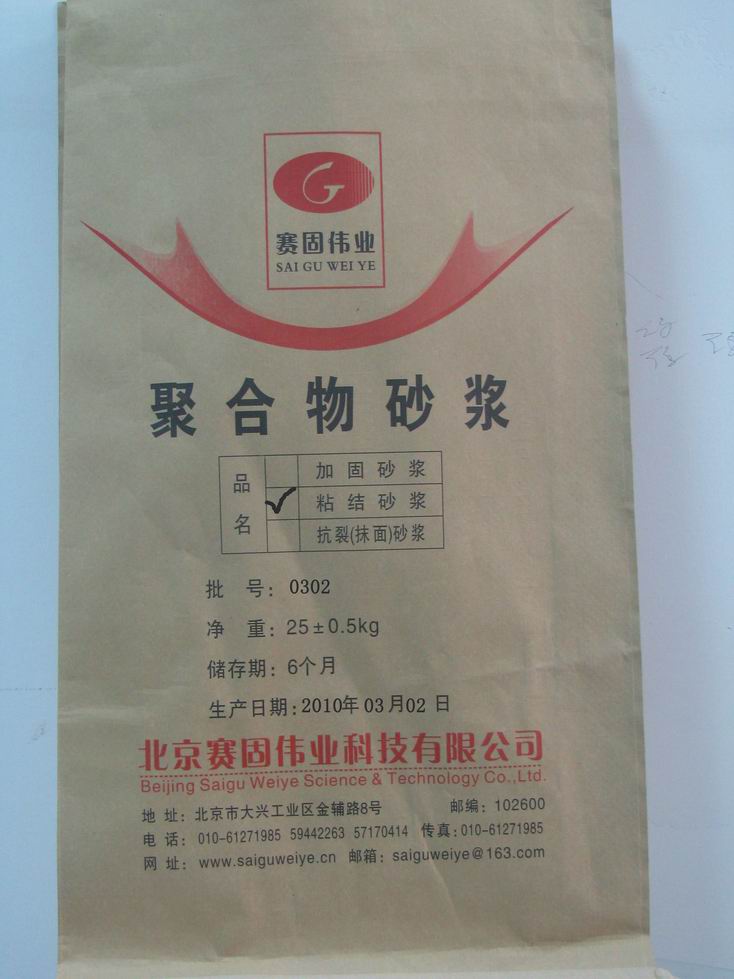 赛固伟业
SAI GU WEI YE
聚合物砂浆
品名
加固砂浆
✓ 粘结砂浆
抗裂(抹面)砂浆
批 号: 0302
净 重: 25±0.5kg
储存期: 6个月
生产日期: 2010年03月02日
北京赛固伟业科技有限公司
Beijing Saigu Weiye Science & Technology Co.,Ltd.
地 址: 北京市大兴工业区金辅路8号 邮编: 102600
电 话: 010-61271985 59442263 57170414 传真: 010-61271985
网 址: www.saiguweiye.cn 邮箱: saiguweiye@163.com